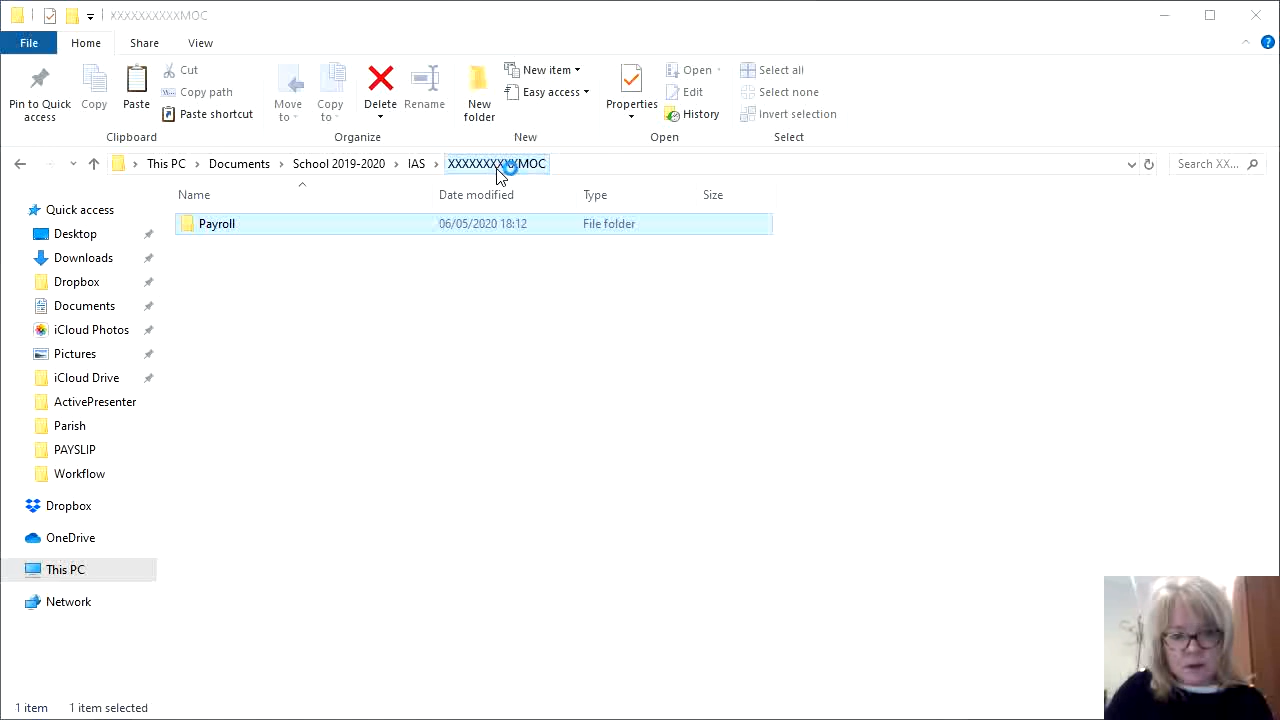 XXXXXXXXXXMOC
File Home Share View
Pin to Quick access
Copy
Paste
Cut
Copy path
Paste shortcut
Clipboard
Move to
Copy to
Delete
Rename
Organize
New folder
New item
Easy access
New
Properties
Open
Edit
History
Open
Select all
Select none
Invert selection
Select
This PC Documents School 2019-2020 IAS XXXXXXXXXXMOC
Search XX...
Name Date modified Type Size
Payroll 06/05/2020 18:12 File folder
Quick access
Desktop
Downloads
Dropbox
Documents
iCloud Photos
Pictures
iCloud Drive
ActivePresenter
Parish
PAYSLIP
Workflow
Dropbox
OneDrive
This PC
Network
1 item 1 item selected